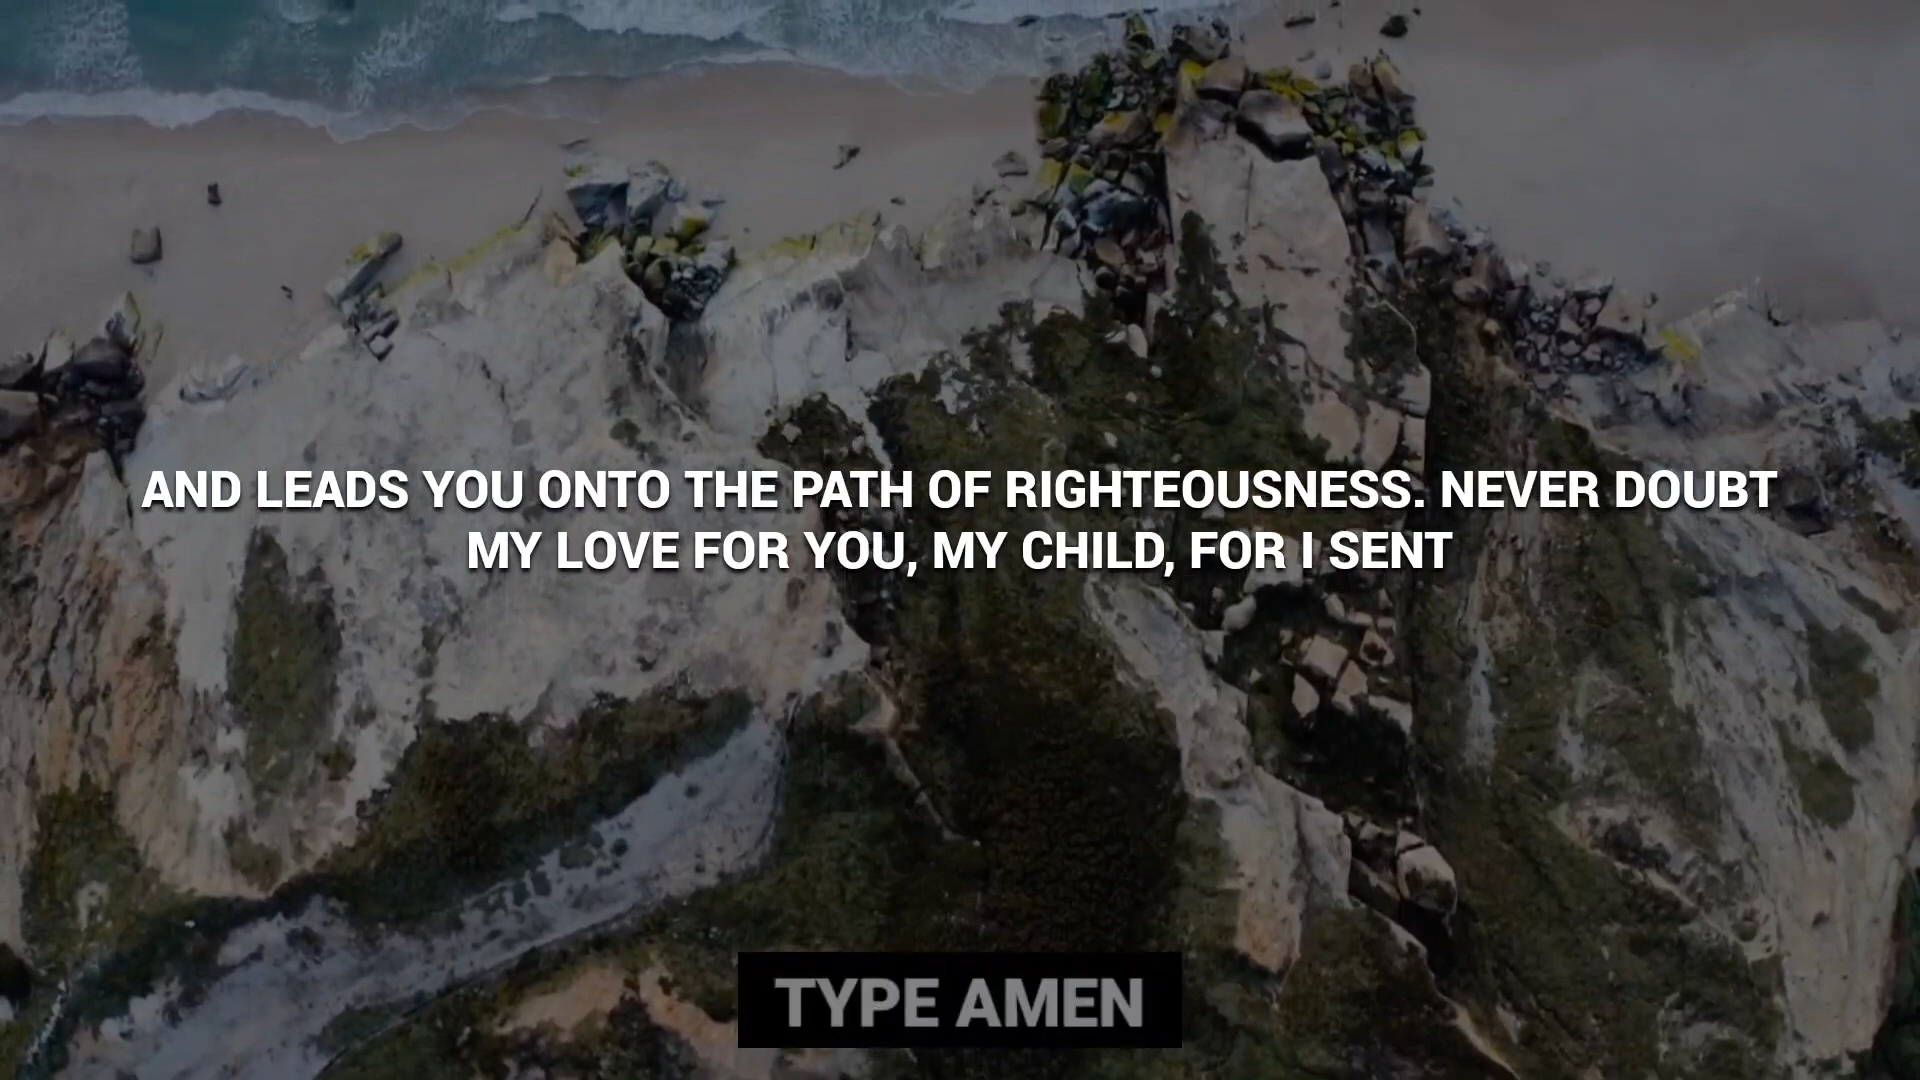 AND LEADS YOU ONTO THE PATH OF RIGHTEOUSNESS. NEVER DOUBT
MY LOVE FOR YOU, MY CHILD, FOR I SENT
TYPE AMEN